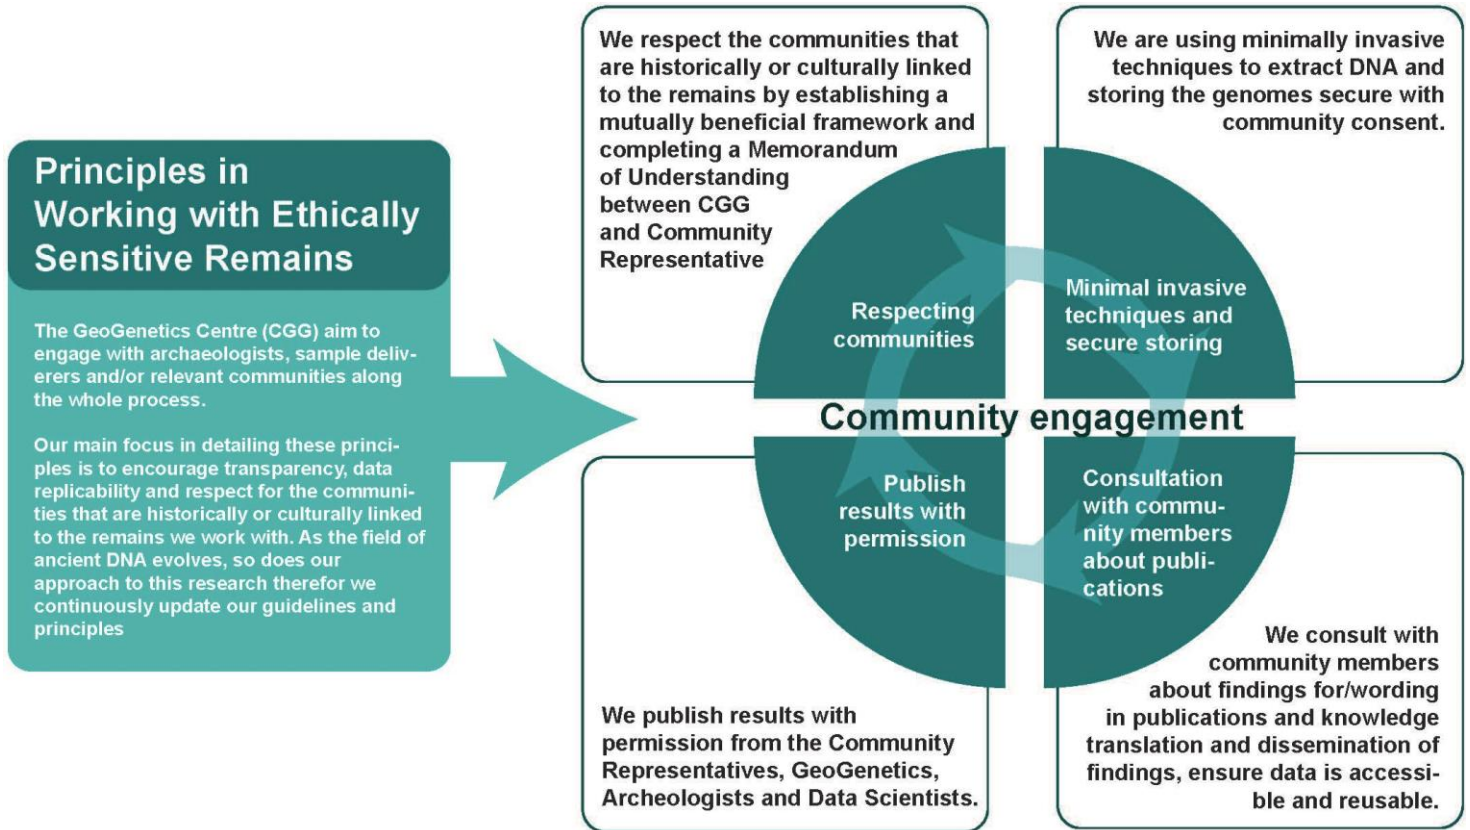 Principles in
Working with Ethically
Sensitive Remains
The GeoGenetics Centre (CGG) aim to
engage with archaeologists, sample deliv-
erers and/or relevant communities along
the whole process.
Our main focus in detailing these princi-
ples is to encourage transparency, data
replicability and respect for the communi-
ties that are historically or culturally linked
to the remains we work with. As the field of
ancient DNA evolves, so does our
approach to this research therefor we
continuously update our guidelines and
principles
We respect the communities that
are historically or culturally linked
to the remains by establishing a
mutually beneficial framework and
completing a Memorandum
of Understanding
between CGG
and Community
Representative
We are using minimally invasive
techniques to extract DNA and
storing the genomes secure with
community consent.
Respecting
communities
Minimal invasive
techniques and
secure storing
Community engagement
Publish
results with
permission
Consultation
with commu-
nity members
about publi-
cations
We publish results with
permission from the Community
Representatives, GeoGenetics,
Archeologists and Data Scientists.
We consult with
community members
about findings for/wording
in publications and knowledge
translation and dissemination of
findings, ensure data is accessi-
ble and reusable.